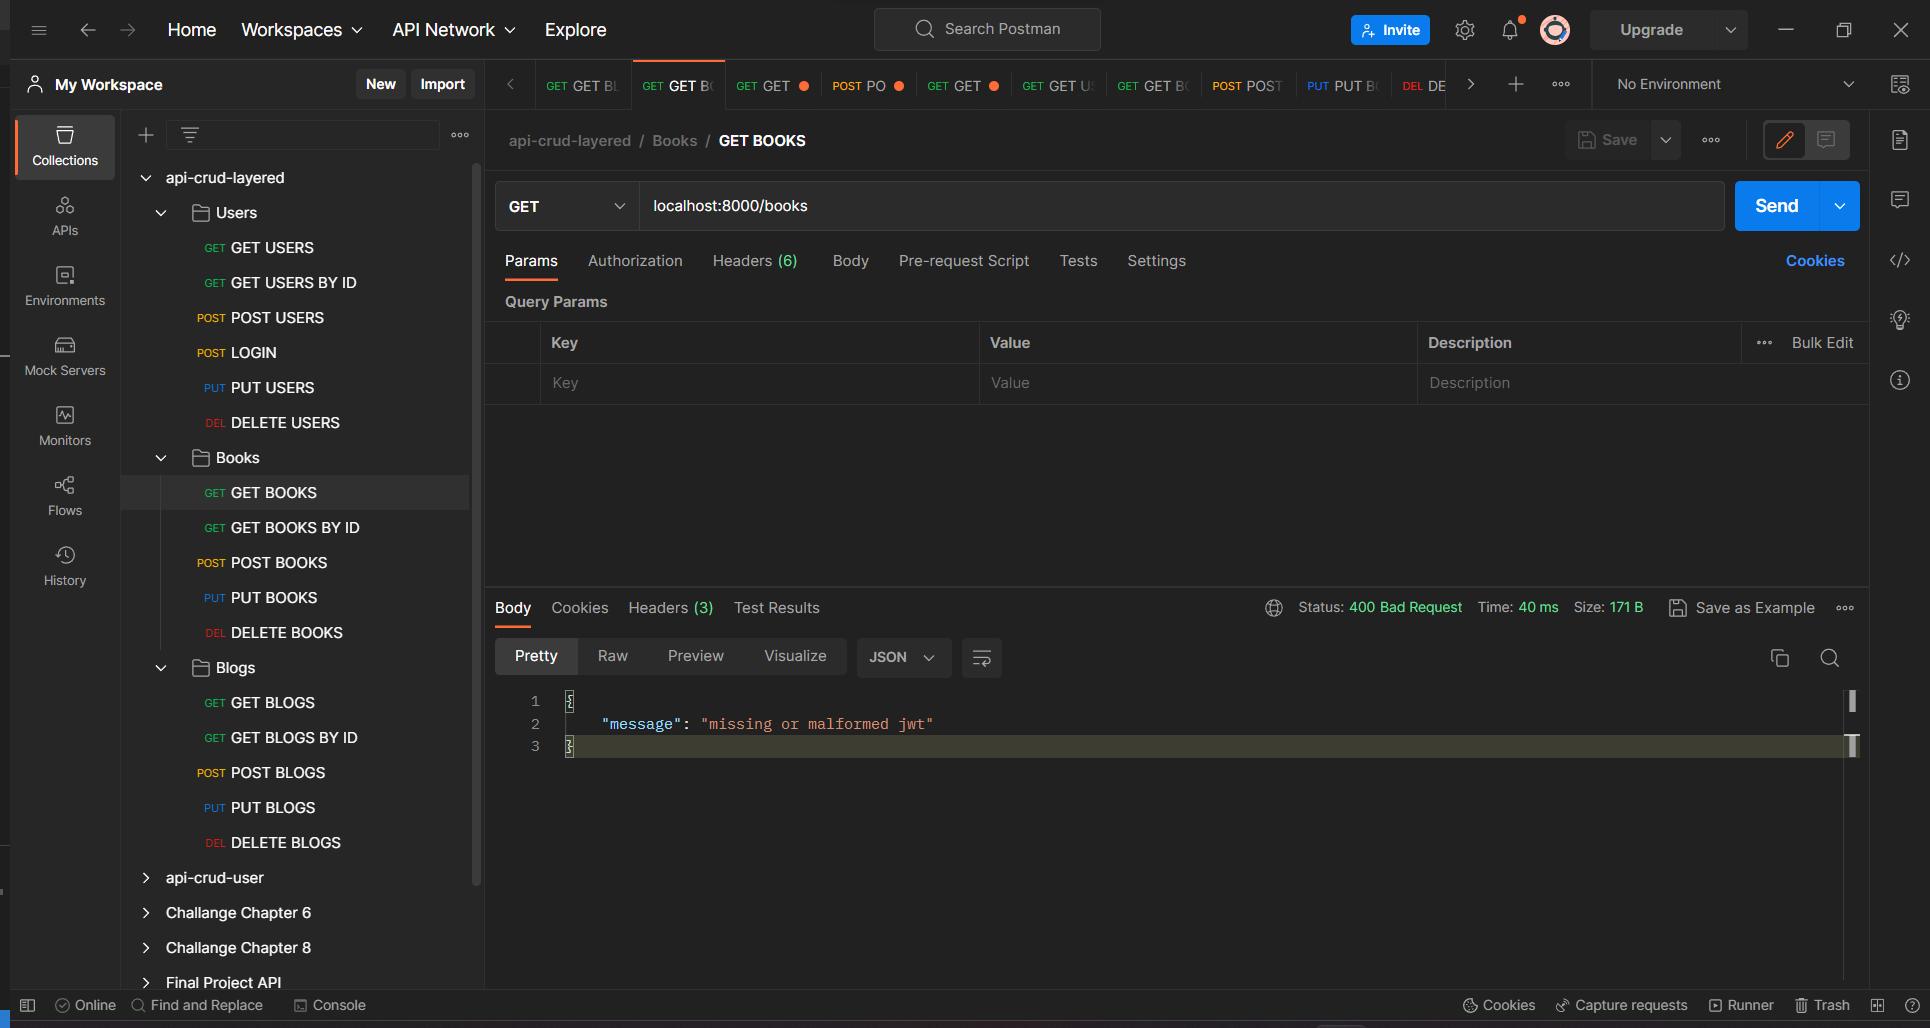 Home Workspaces API Network Explore Search Postman Invite Upgrade
My Workspace New Import GET GET BL GET GET BO GET GET POST PO GET GET GET GET U GET GET BO POST POST PUT PUT BO DEL DE No Environment
Collections
APIs
Environments
Mock Servers
Monitors
Flows
History
api-crud-layered
Users
GET GET USERS
GET GET USERS BY ID
POST POST USERS
POST LOGIN
PUT PUT USERS
DEL DELETE USERS
Books
GET GET BOOKS
GET GET BOOKS BY ID
POST POST BOOKS
PUT PUT BOOKS
DEL DELETE BOOKS
Blogs
GET GET BLOGS
GET GET BLOGS BY ID
POST POST BLOGS
PUT PUT BLOGS
DEL DELETE BLOGS
api-crud-user
Challange Chapter 6
Challange Chapter 8
Final Project API
api-crud-layered / Books / GET BOOKS Save
GET localhost:8000/books Send
Params Authorization Headers (6) Body Pre-request Script Tests Settings Cookies
Query Params
Key Value Description Bulk Edit
Key Value Description
Body Cookies Headers (3) Test Results Status: 400 Bad Request Time: 40 ms Size: 171 B Save as Example
Pretty Raw Preview Visualize JSON
1 {
2 "message": "missing or malformed jwt"
3 }
Online Find and Replace Console Cookies Capture requests Runner Trash